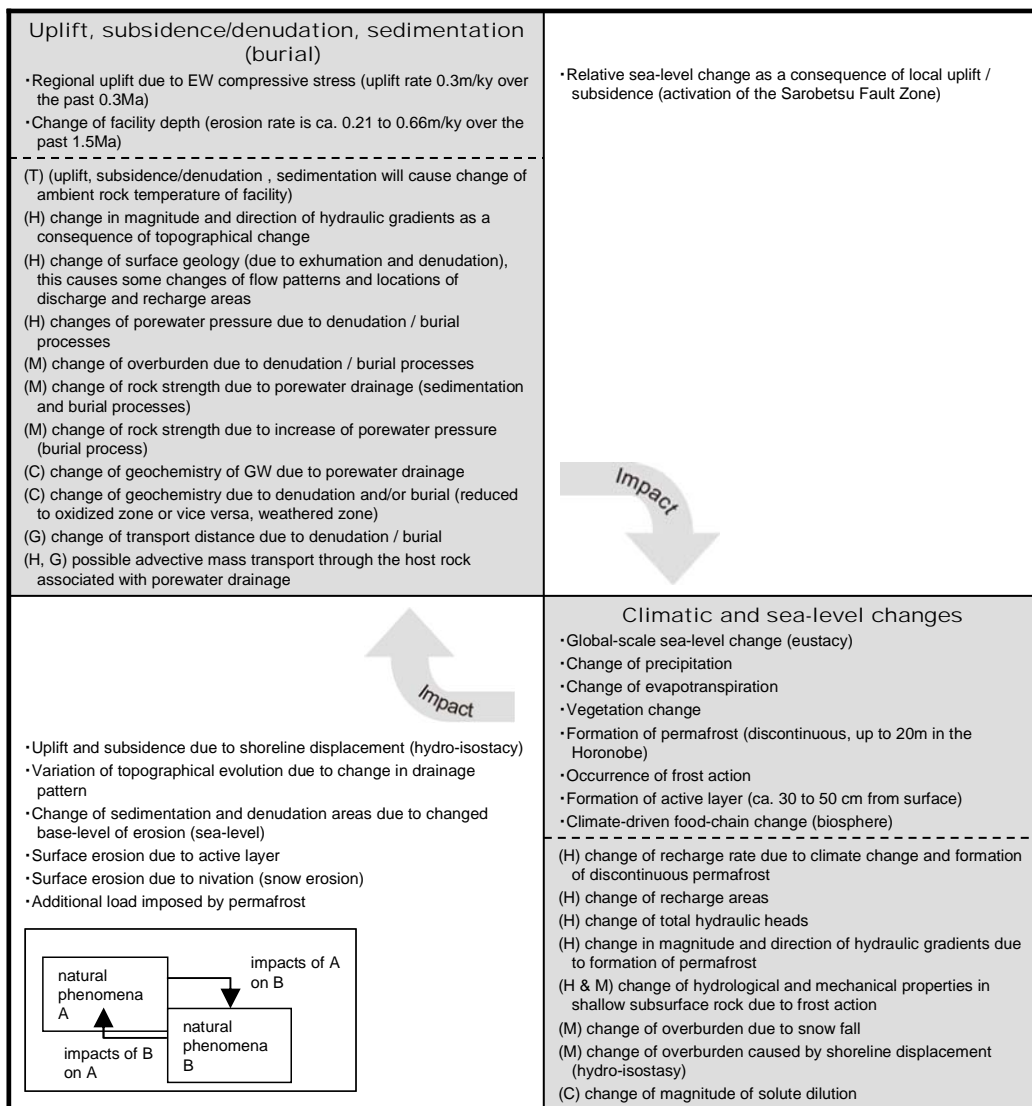 Uplift, subsidence/denudation, sedimentation
(burial)
・Regional uplift due to EW compressive stress (uplift rate 0.3m/ky over
the past 0.3Ma)
・Change of facility depth (erosion rate is ca. 0.21 to 0.66m/ky over the
past 1.5Ma)
(T) (uplift, subsidence/denudation , sedimentation will cause change of
ambient rock temperature of facility)
(H) change in magnitude and direction of hydraulic gradients as a
consequence of topographical change
(H) change of surface geology (due to exhumation and denudation),
this causes some changes of flow patterns and locations of
discharge and recharge areas
(H) changes of porewater pressure due to denudation / burial
processes
(M) change of overburden due to denudation / burial processes
(M) change of rock strength due to porewater drainage (sedimentation
and burial processes)
(M) change of rock strength due to increase of porewater pressure
(burial process)
(C) change of geochemistry of GW due to porewater drainage
(C) change of geochemistry due to denudation and/or burial (reduced
to oxidized zone or vice versa, weathered zone)
(G) change of transport distance due to denudation / burial
(H, G) possible advective mass transport through the host rock
associated with porewater drainage
・Relative sea-level change as a consequence of local uplift /
subsidence (activation of the Sarobetsu Fault Zone)
Impact
Impact
・Uplift and subsidence due to shoreline displacement (hydro-isostacy)
・Variation of topographical evolution due to change in drainage
pattern
・Change of sedimentation and denudation areas due to changed
base-level of erosion (sea-level)
・Surface erosion due to active layer
・Surface erosion due to nivation (snow erosion)
・Additional load imposed by permafrost
natural
phenomena
A
impacts of A
on B
natural
phenomena
B
impacts of B
on A
Climatic and sea-level changes
・Global-scale sea-level change (eustacy)
・Change of precipitation
・Change of evapotranspiration
・Vegetation change
・Formation of permafrost (discontinuous, up to 20m in the
Horonobe)
・Occurrence of frost action
・Formation of active layer (ca. 30 to 50 cm from surface)
・Climate-driven food-chain change (biosphere)
(H) change of recharge rate due to climate change and formation
of discontinuous permafrost
(H) change of recharge areas
(H) change of total hydraulic heads
(H) change in magnitude and direction of hydraulic gradients due
to formation of permafrost
(H & M) change of hydrological and mechanical properties in
shallow subsurface rock due to frost action
(M) change of overburden due to snow fall
(M) change of overburden caused by shoreline displacement
(hydro-isostasy)
(C) change of magnitude of solute dilution